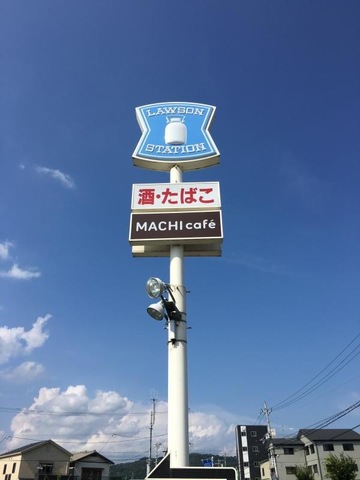 LAWSON
STATION
酒・たばこ
MACHI café